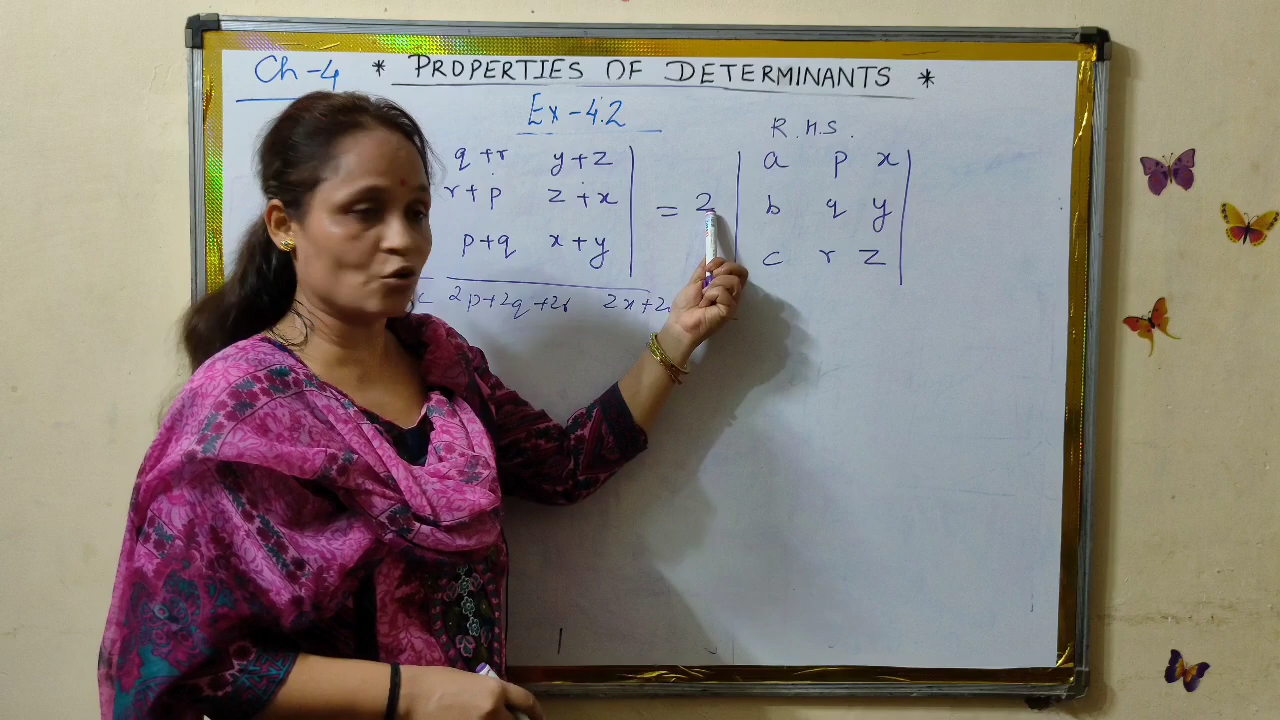 Ch-4 * PROPERTIES OF DETERMINANTS *
Ex-4.2
R.H.S.
q+r y+z | | a p x |
r+p z+x | = 2 | b q y |
p+q x+y | | c r z |
c 2p+2q+2r 2x+2